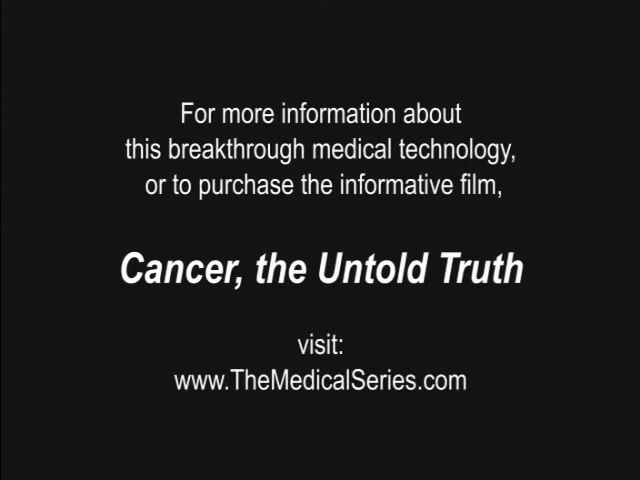 For more information about
this breakthrough medical technology,
or to purchase the informative film,
Cancer, the Untold Truth
visit:
www.TheMedicalSeries.com